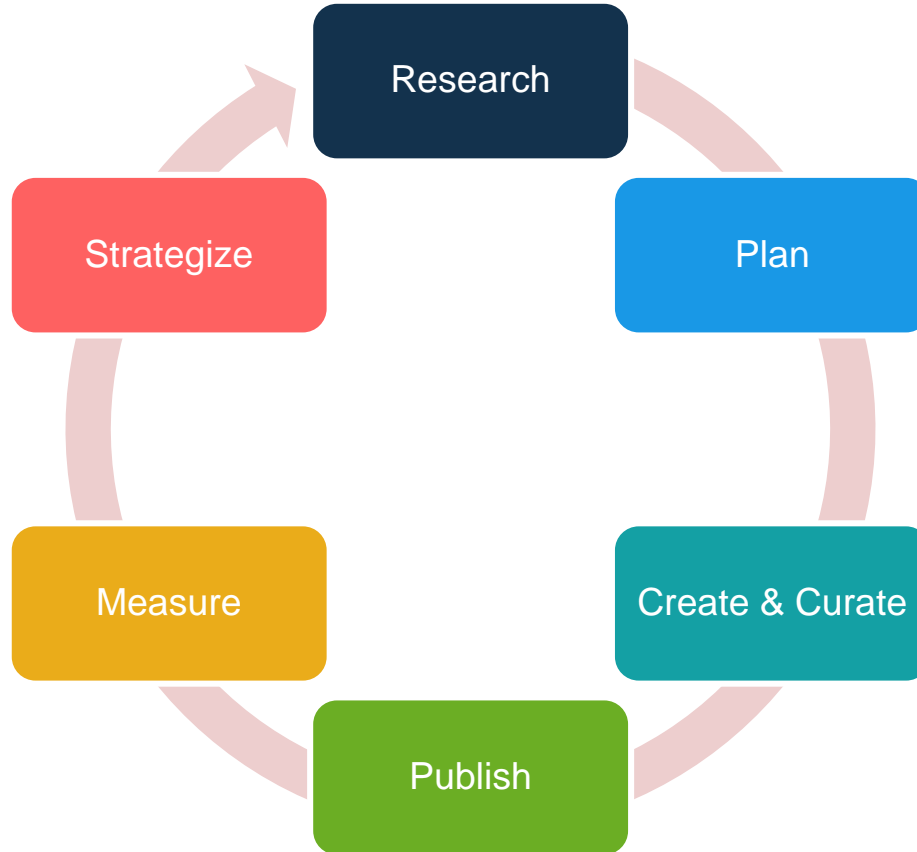 Research
Plan
Create & Curate
Publish
Measure
Strategize